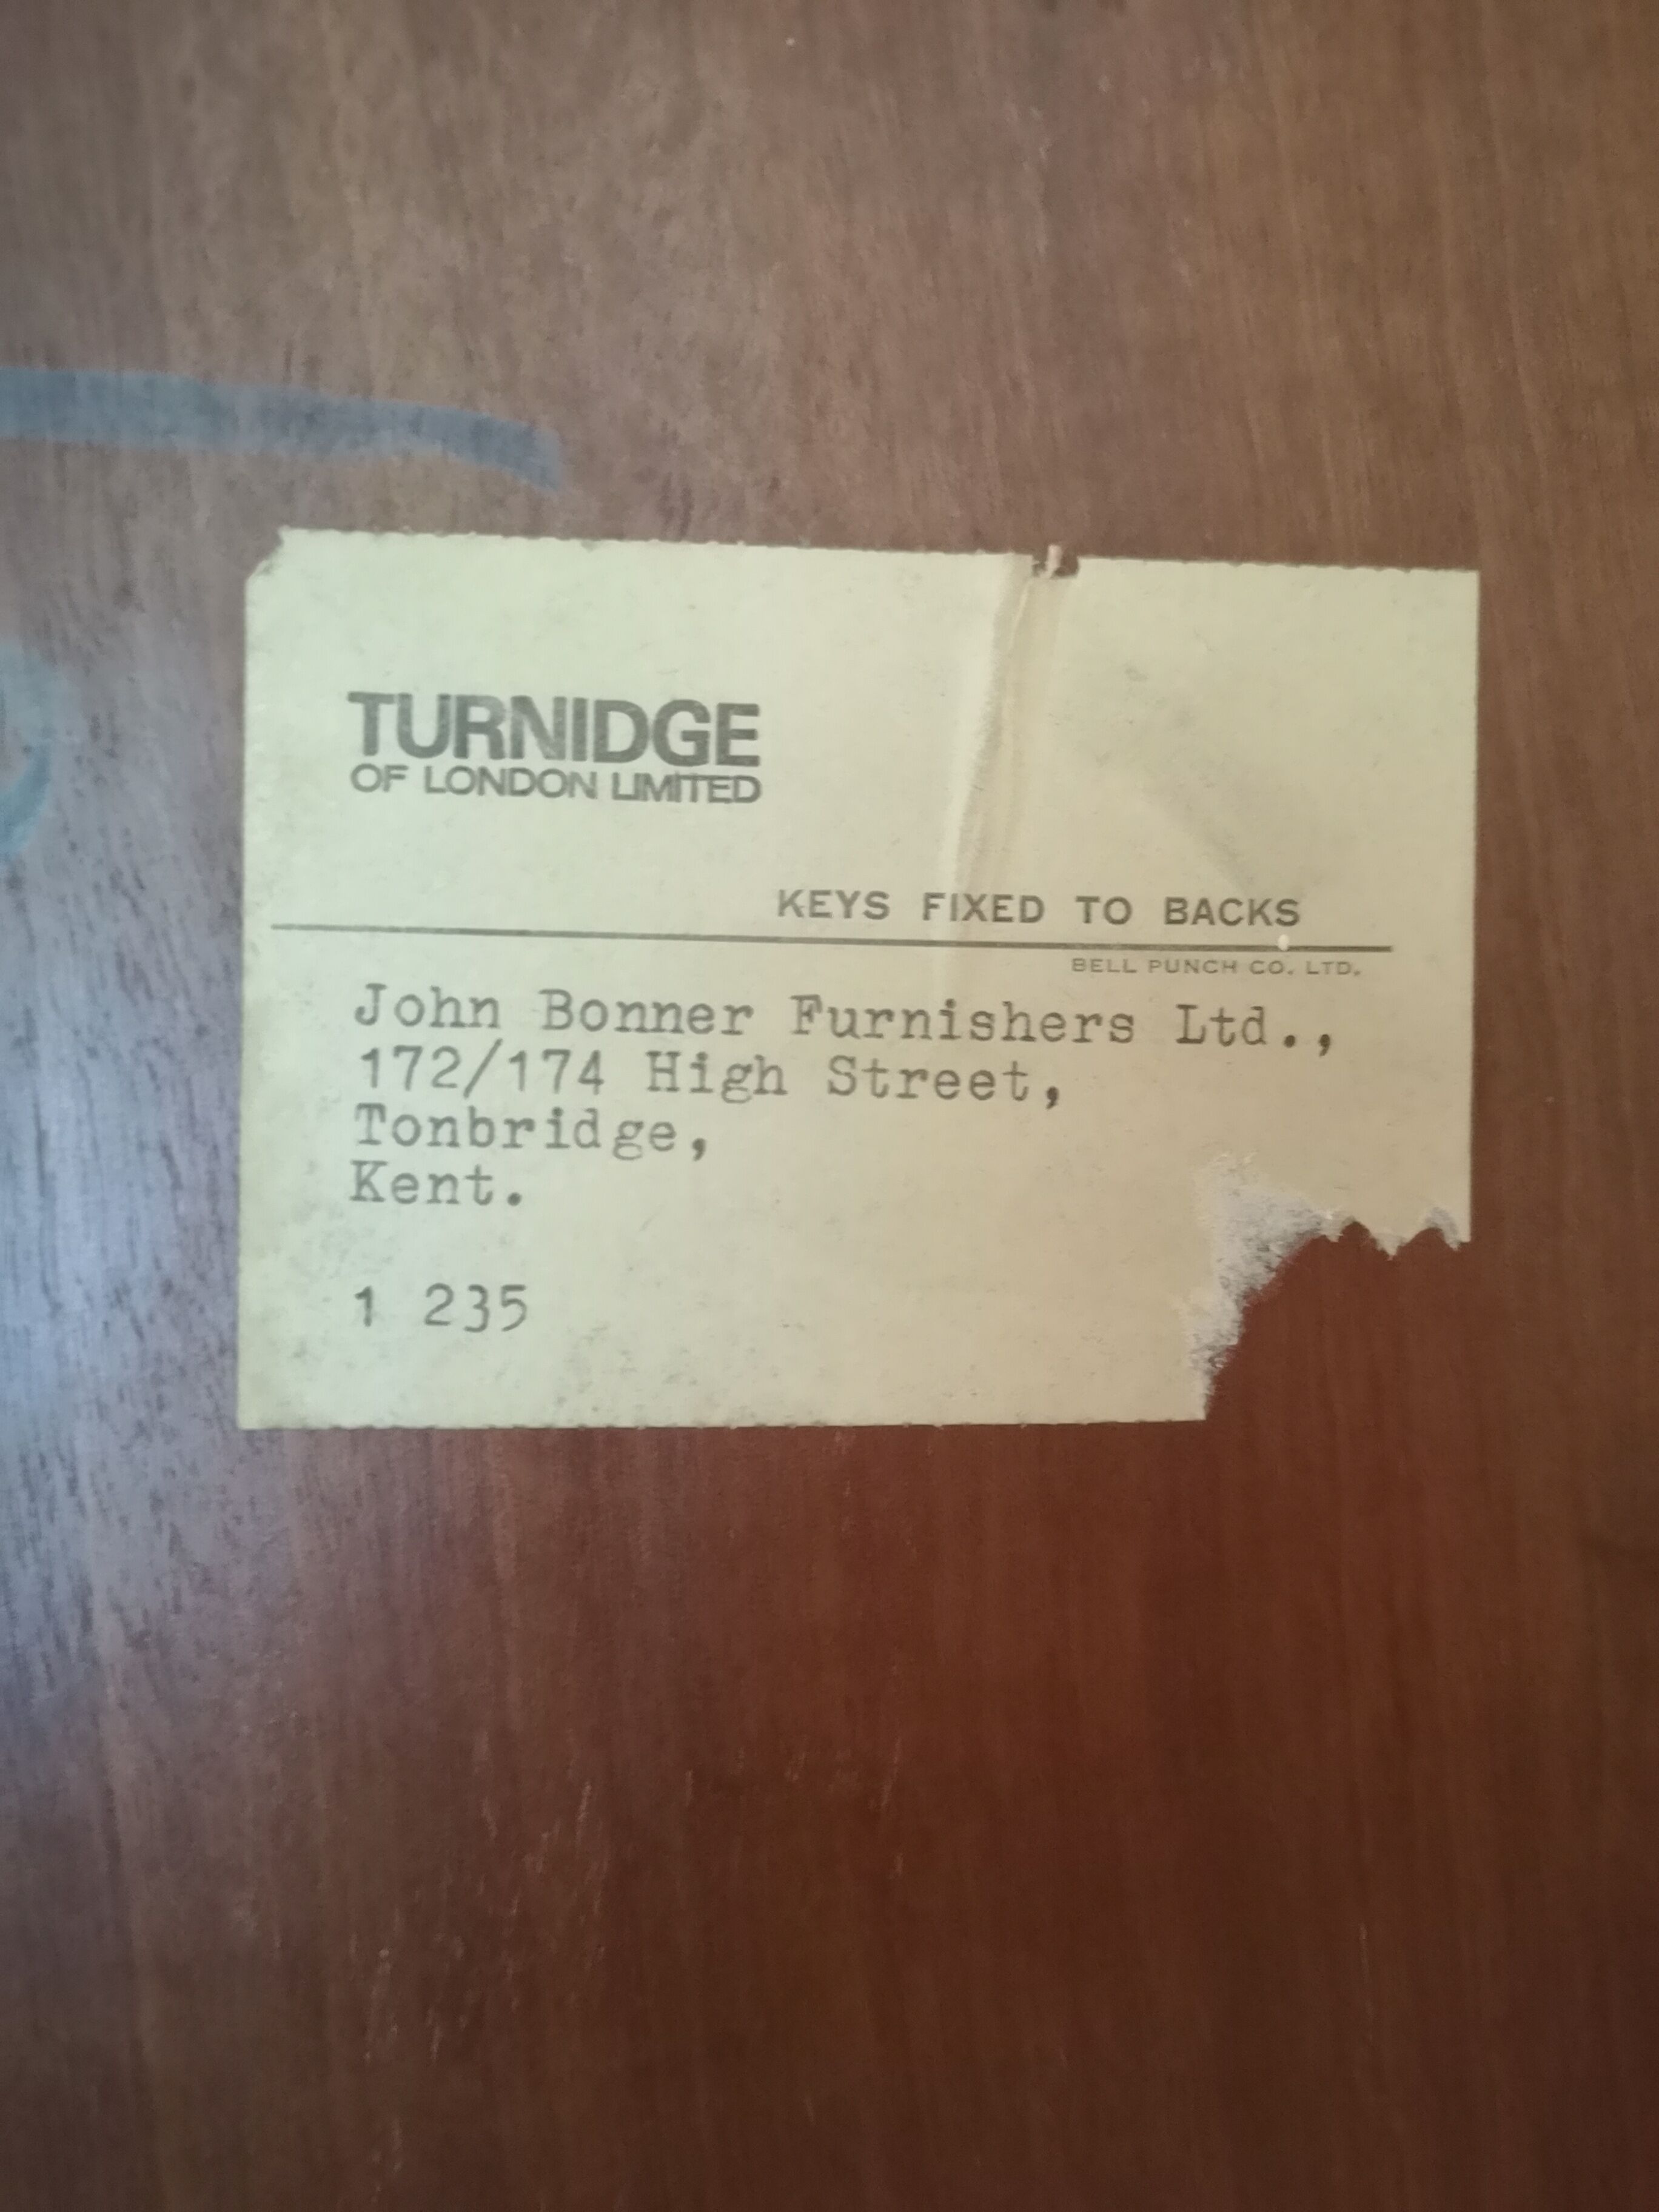 TURNIDGE
OF LONDON LIMITED
KEYS FIXED TO BACKS
BELL PUNCH CO. LTD.
John Bonner Furnishers Ltd.,
172/174 High Street,
Tonbridge,
Kent.
1 235